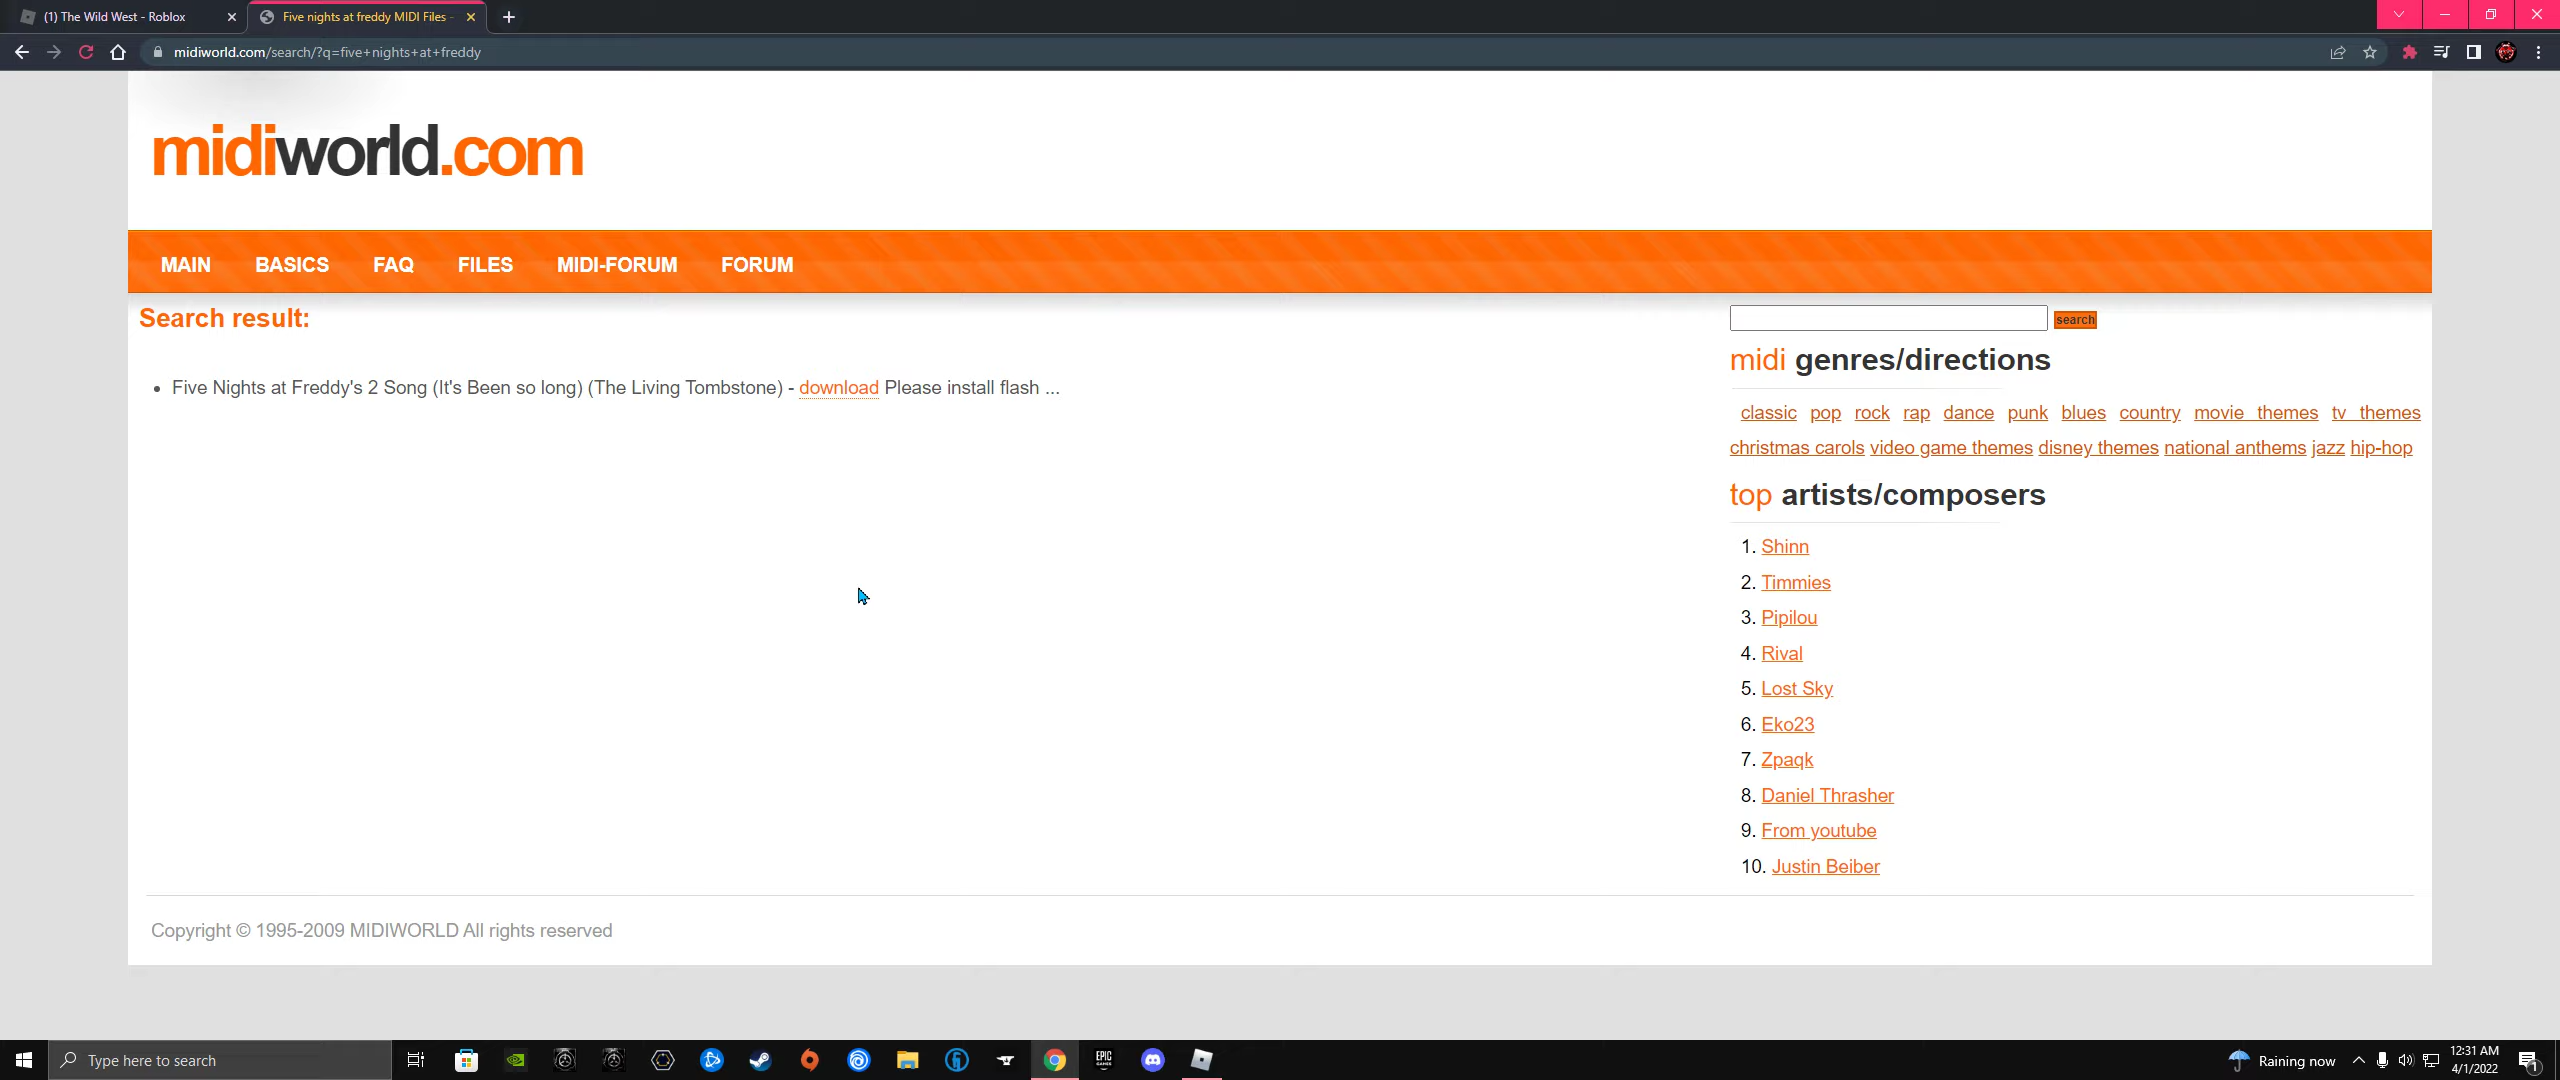 (1) The Wild West - Roblox
Five nights at freddy MIDI Files -
midiworld.com/search/?q=five+nights+at+freddy
midiworld.com
MAIN BASICS FAQ FILES MIDI-FORUM FORUM
Search result:
search
Five Nights at Freddy's 2 Song (It's Been so long) (The Living Tombstone) - download Please install flash ...
midi genres/directions
classic pop rock rap dance punk blues country movie themes tv themes
christmas carols video game themes disney themes national anthems jazz hip-hop
top artists/composers
1. Shinn
2. Timmies
3. Pipilou
4. Rival
5. Lost Sky
6. Eko23
7. Zpaqk
8. Daniel Thrasher
9. From youtube
10. Justin Beiber
Copyright © 1995-2009 MIDIWORLD All rights reserved
Type here to search
EPIC
GAMES
Raining now
12:31 AM
4/1/2022
1